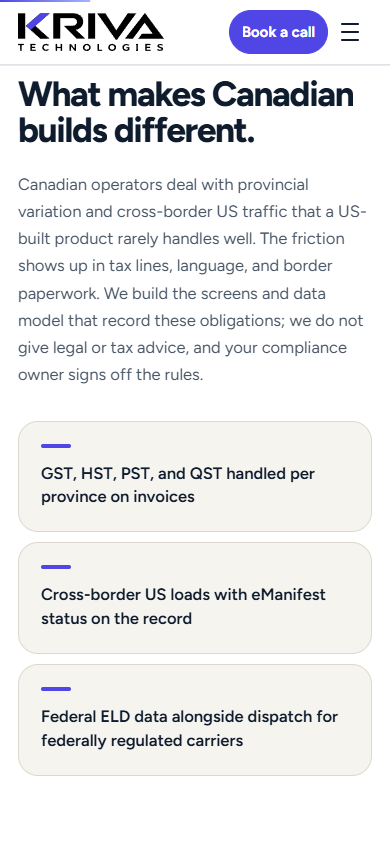 KRIVA
TECHNOLOGIES
Book a call
What makes Canadian
builds different.
Canadian operators deal with provincial
variation and cross-border US traffic that a US-
built product rarely handles well. The friction
shows up in tax lines, language, and border
paperwork. We build the screens and data
model that record these obligations; we do not
give legal or tax advice, and your compliance
owner signs off the rules.
GST, HST, PST, and QST handled per
province on invoices
Cross-border US loads with eManifest
status on the record
Federal ELD data alongside dispatch for
federally regulated carriers